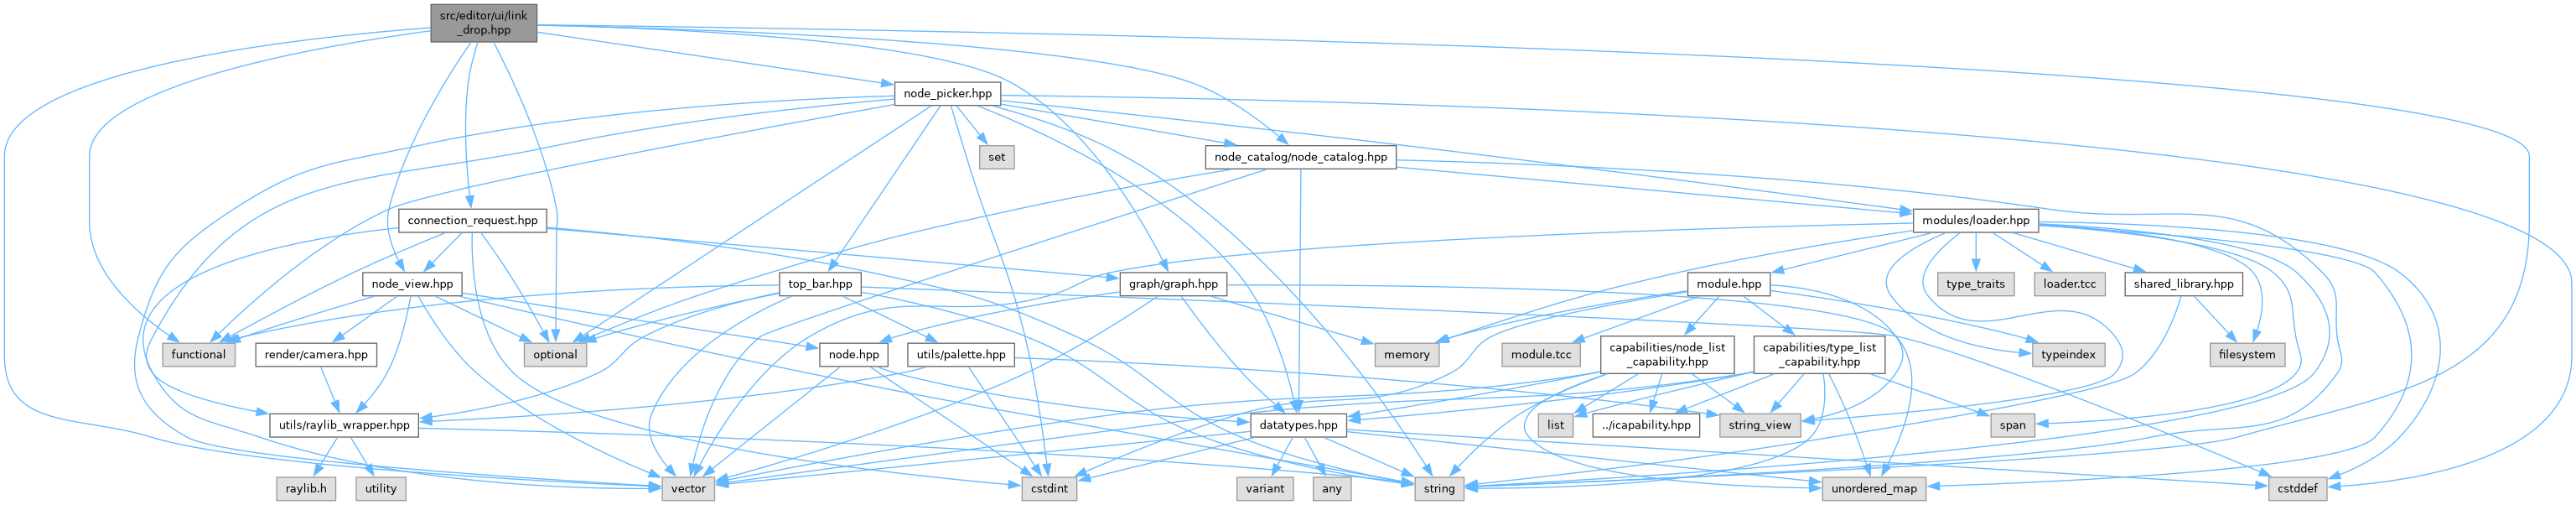 src/editor/ui/link
_drop.hpp
node_picker.hpp
set
node_catalog/node_catalog.hpp
connection_request.hpp
modules/loader.hpp
node_view.hpp
top_bar.hpp
graph/graph.hpp
module.hpp
type_traits
loader.tcc
shared_library.hpp
functional
render/camera.hpp
optional
node.hpp
utils/palette.hpp
memory
module.tcc
capabilities/node_list
_capability.hpp
capabilities/type_list
_capability.hpp
typeindex
filesystem
utils/raylib_wrapper.hpp
datatypes.hpp
list
../icapability.hpp
string_view
span
raylib.h
utility
vector
cstdint
variant
any
string
unordered_map
cstddef